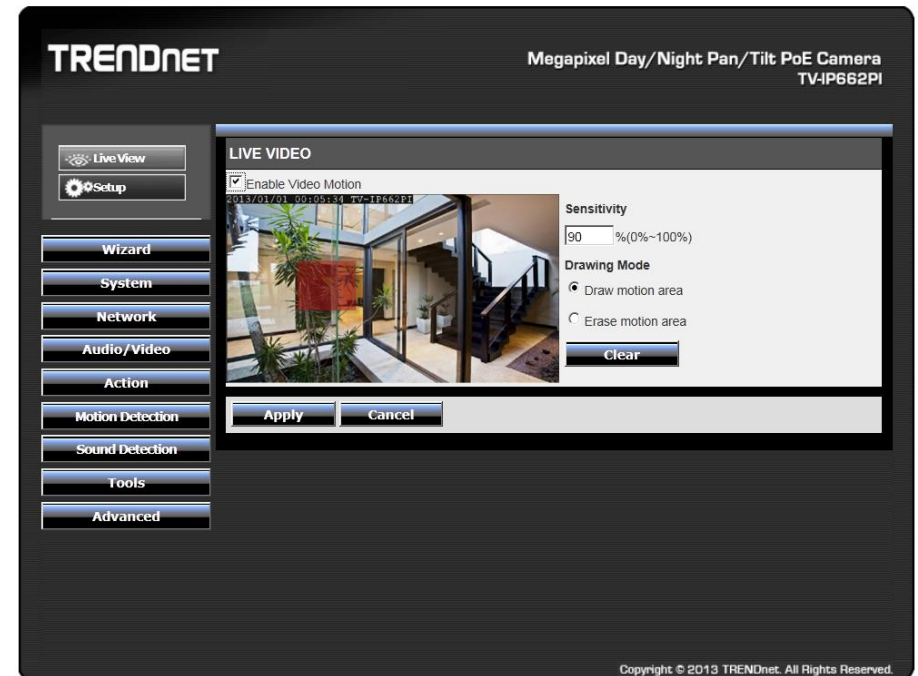 TRENDNET
Megapixel Day/Night Pan/Tilt PoE Camera
TV-IP662PI
Live View
Setup
Wizard
System
Network
Audio/Video
Action
Motion Detection
Sound Detection
Tools
Advanced
LIVE VIDEO
Enable Video Motion
2013/01/01 00:05:34 TV-IP662PI
Sensitivity
90 %(0%~100%)
Drawing Mode
Draw motion area
Erase motion area
Clear
Apply Cancel
Copyright © 2013 TRENDnet. All Rights Reserved.